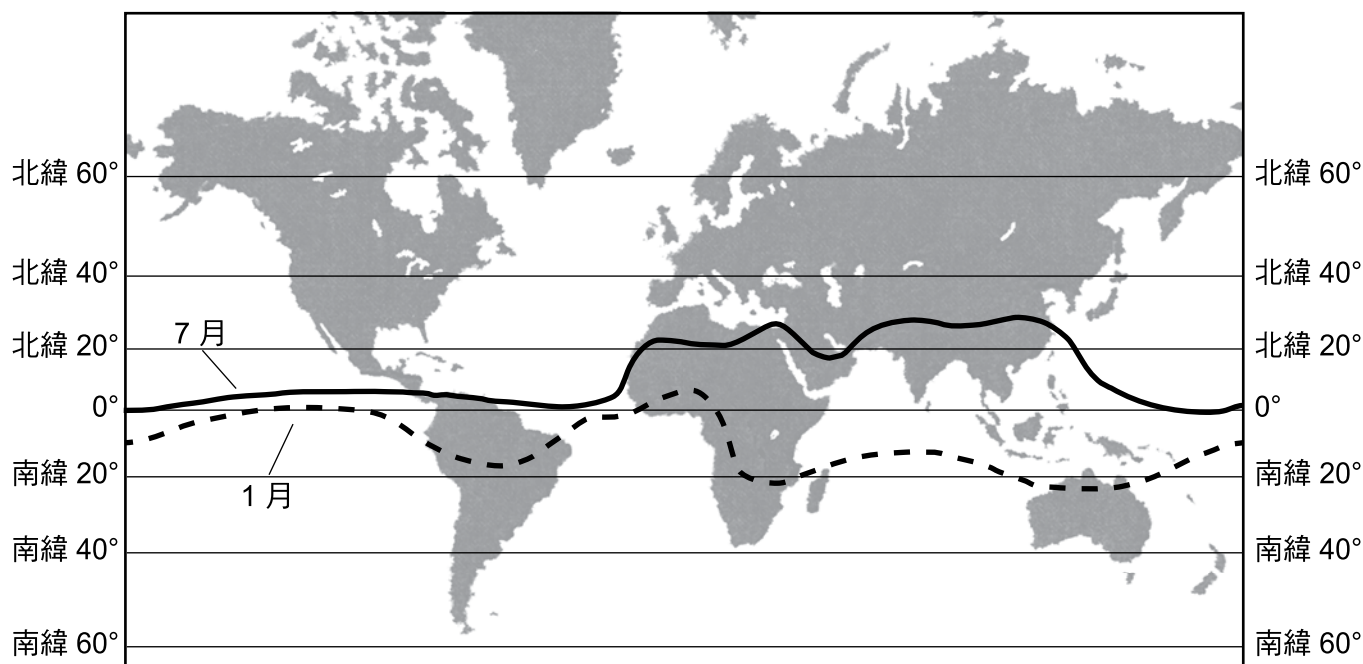 北緯 60° 北緯 60°
北緯 40° 北緯 40°
7 月
北緯 20° 北緯 20°
0° 0°
南緯 20° 南緯 20°
1 月
南緯 40° 南緯 40°
南緯 60° 南緯 60°